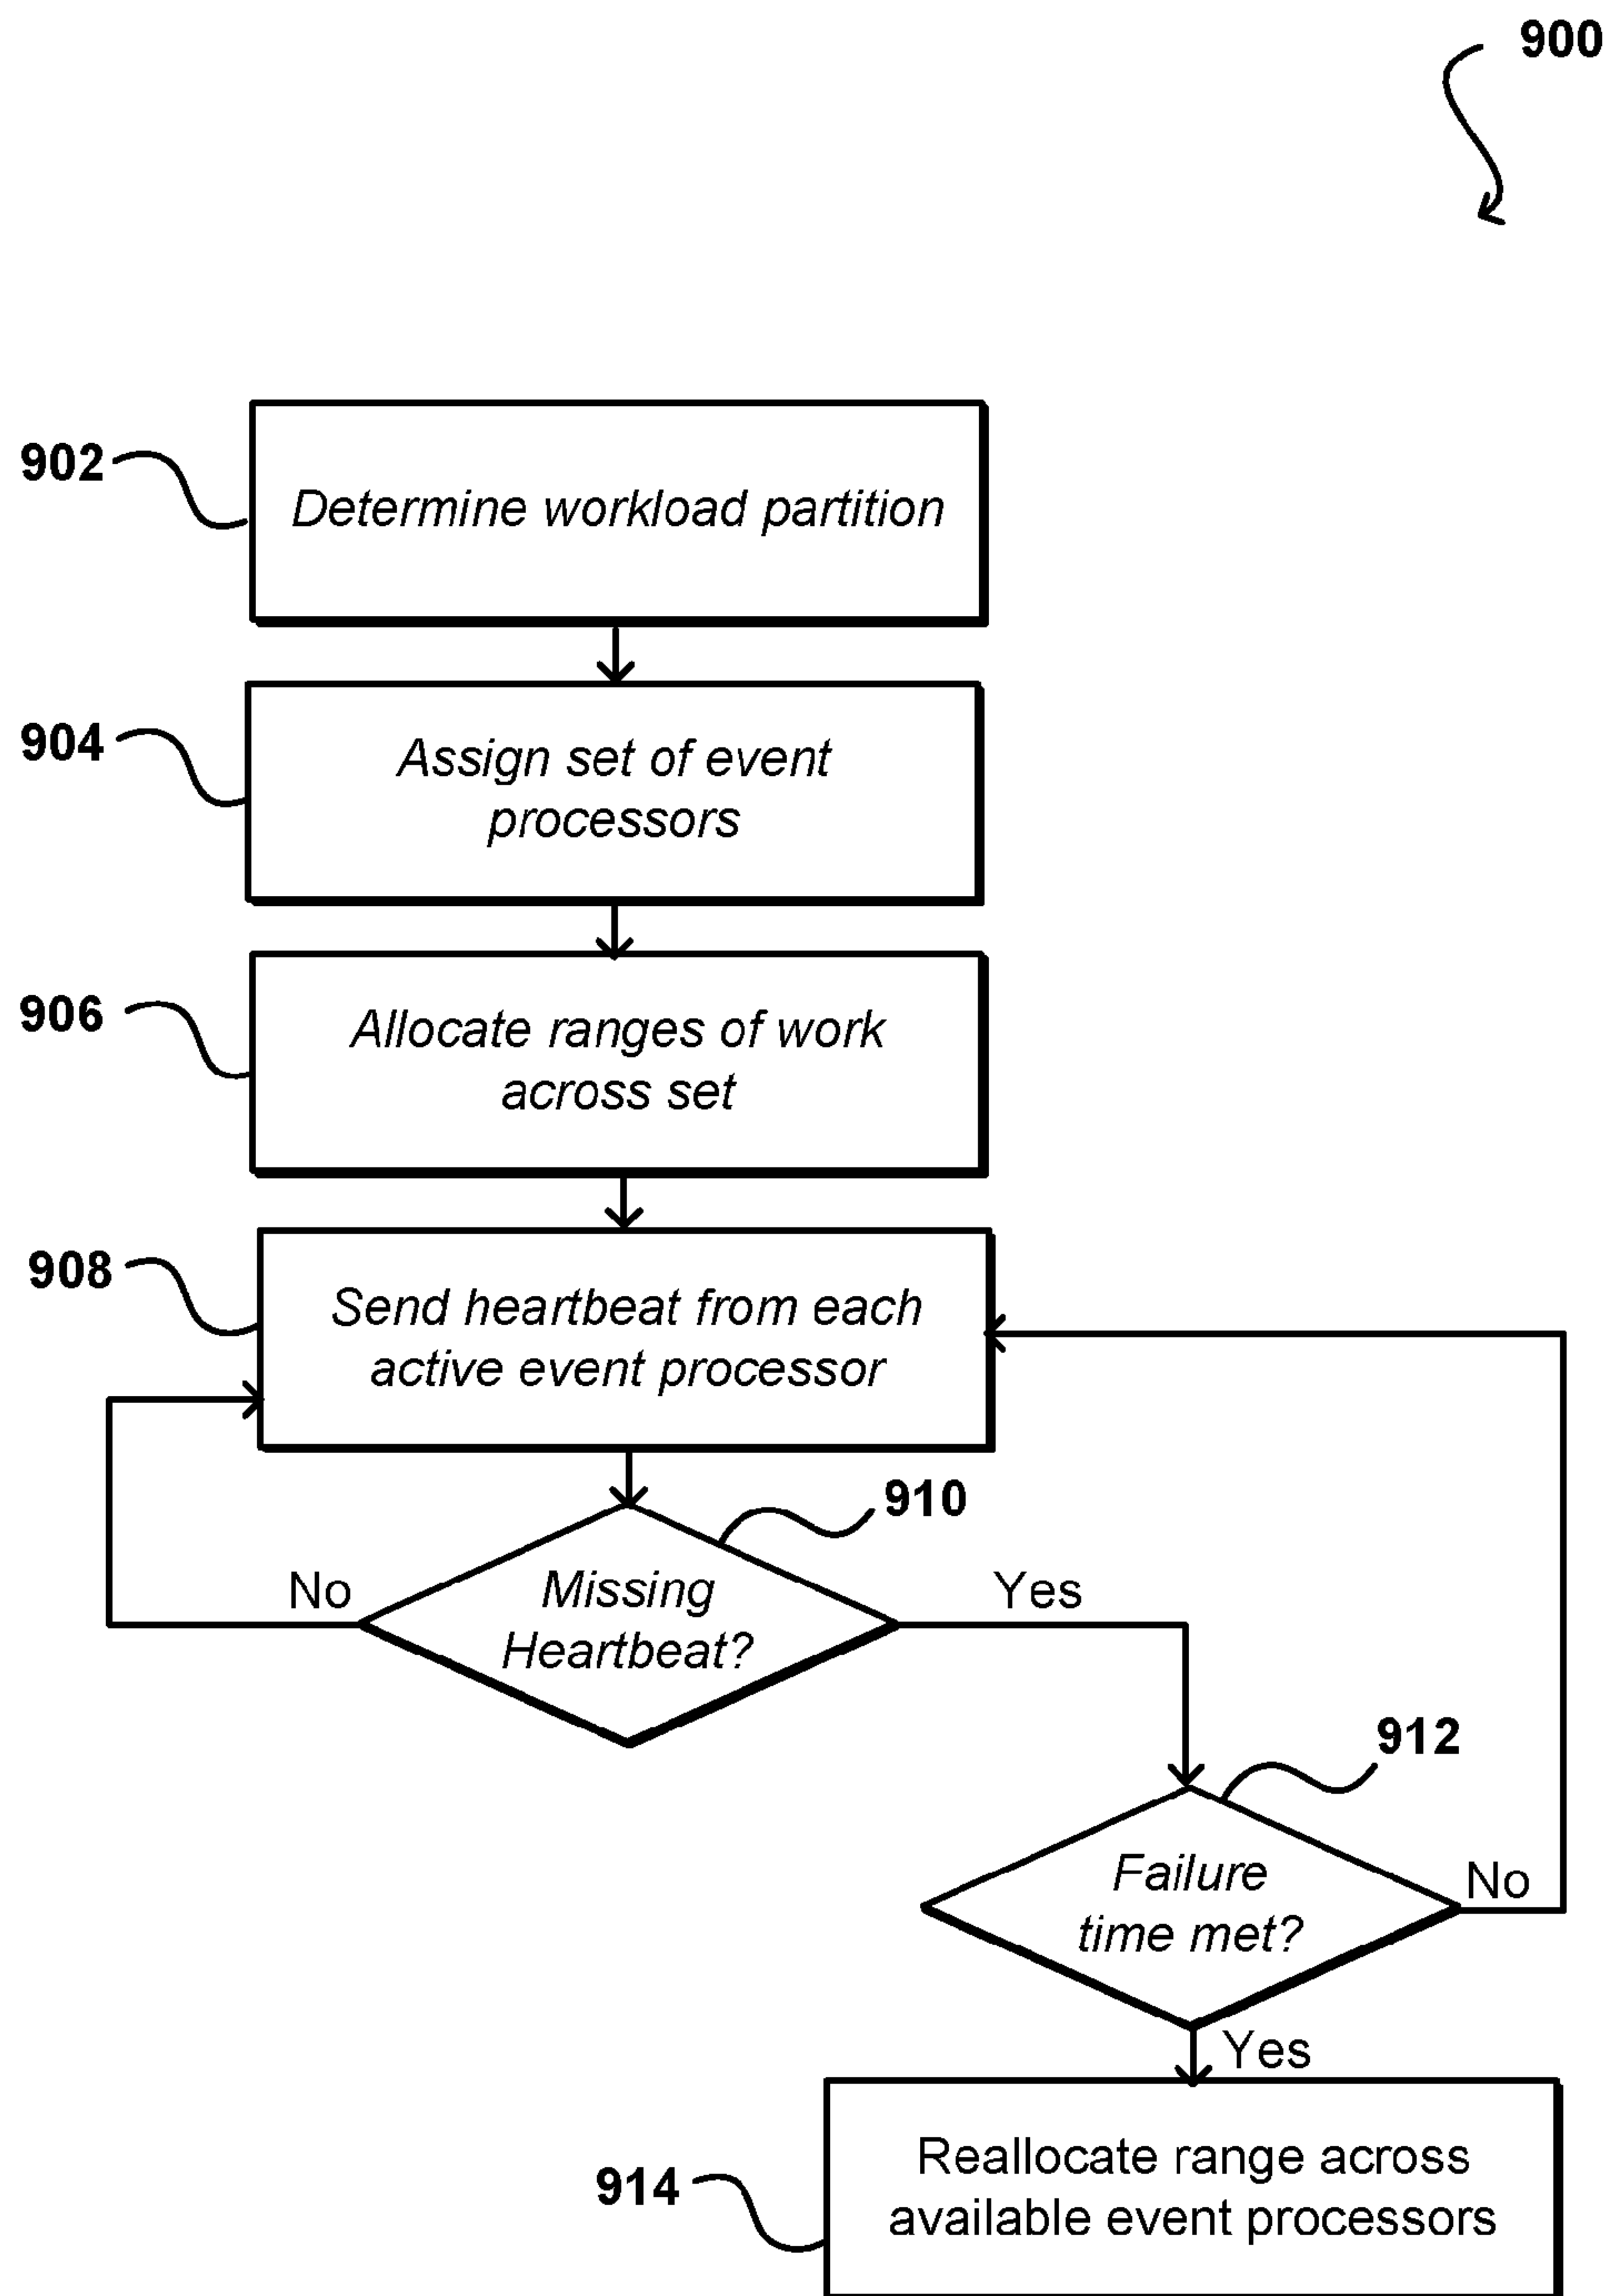 900
902
Determine workload partition
904
Assign set of event
processors
906
Allocate ranges of work
across set
908
Send heartbeat from each
active event processor
910
No
Missing
Heartbeat?
Yes
912
Failure
time met?
No
Yes
914
Reallocate range across
available event processors